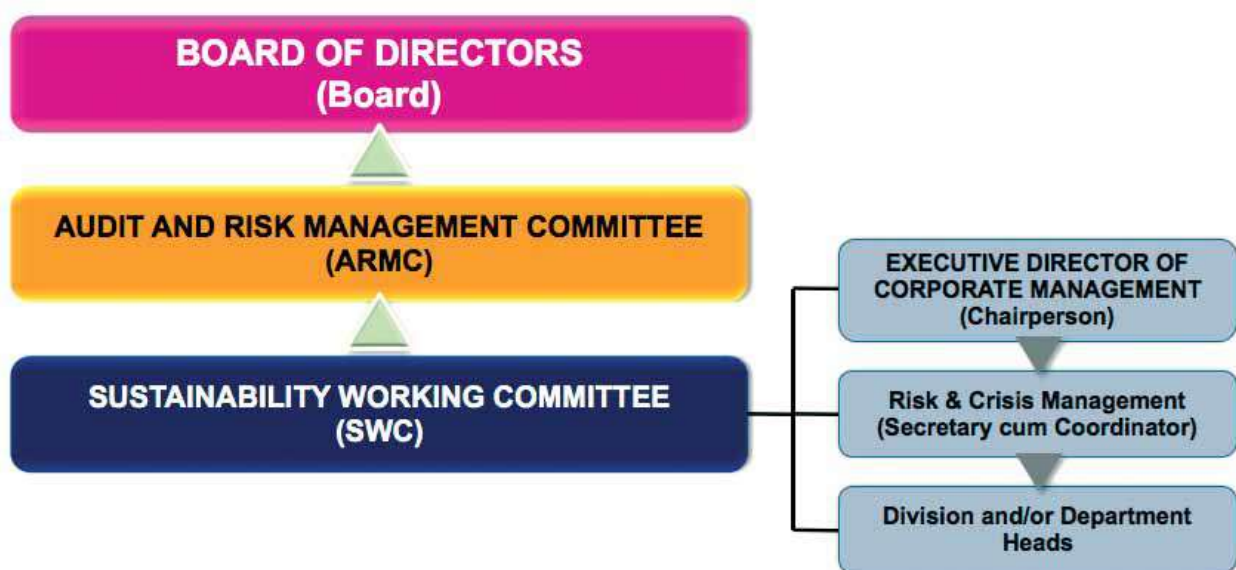 BOARD OF DIRECTORS
(Board)
AUDIT AND RISK MANAGEMENT COMMITTEE
(ARMC)
SUSTAINABILITY WORKING COMMITTEE
(SWC)
EXECUTIVE DIRECTOR OF
CORPORATE MANAGEMENT
(Chairperson)
Risk & Crisis Management
(Secretary cum Coordinator)
Division and/or Department
Heads